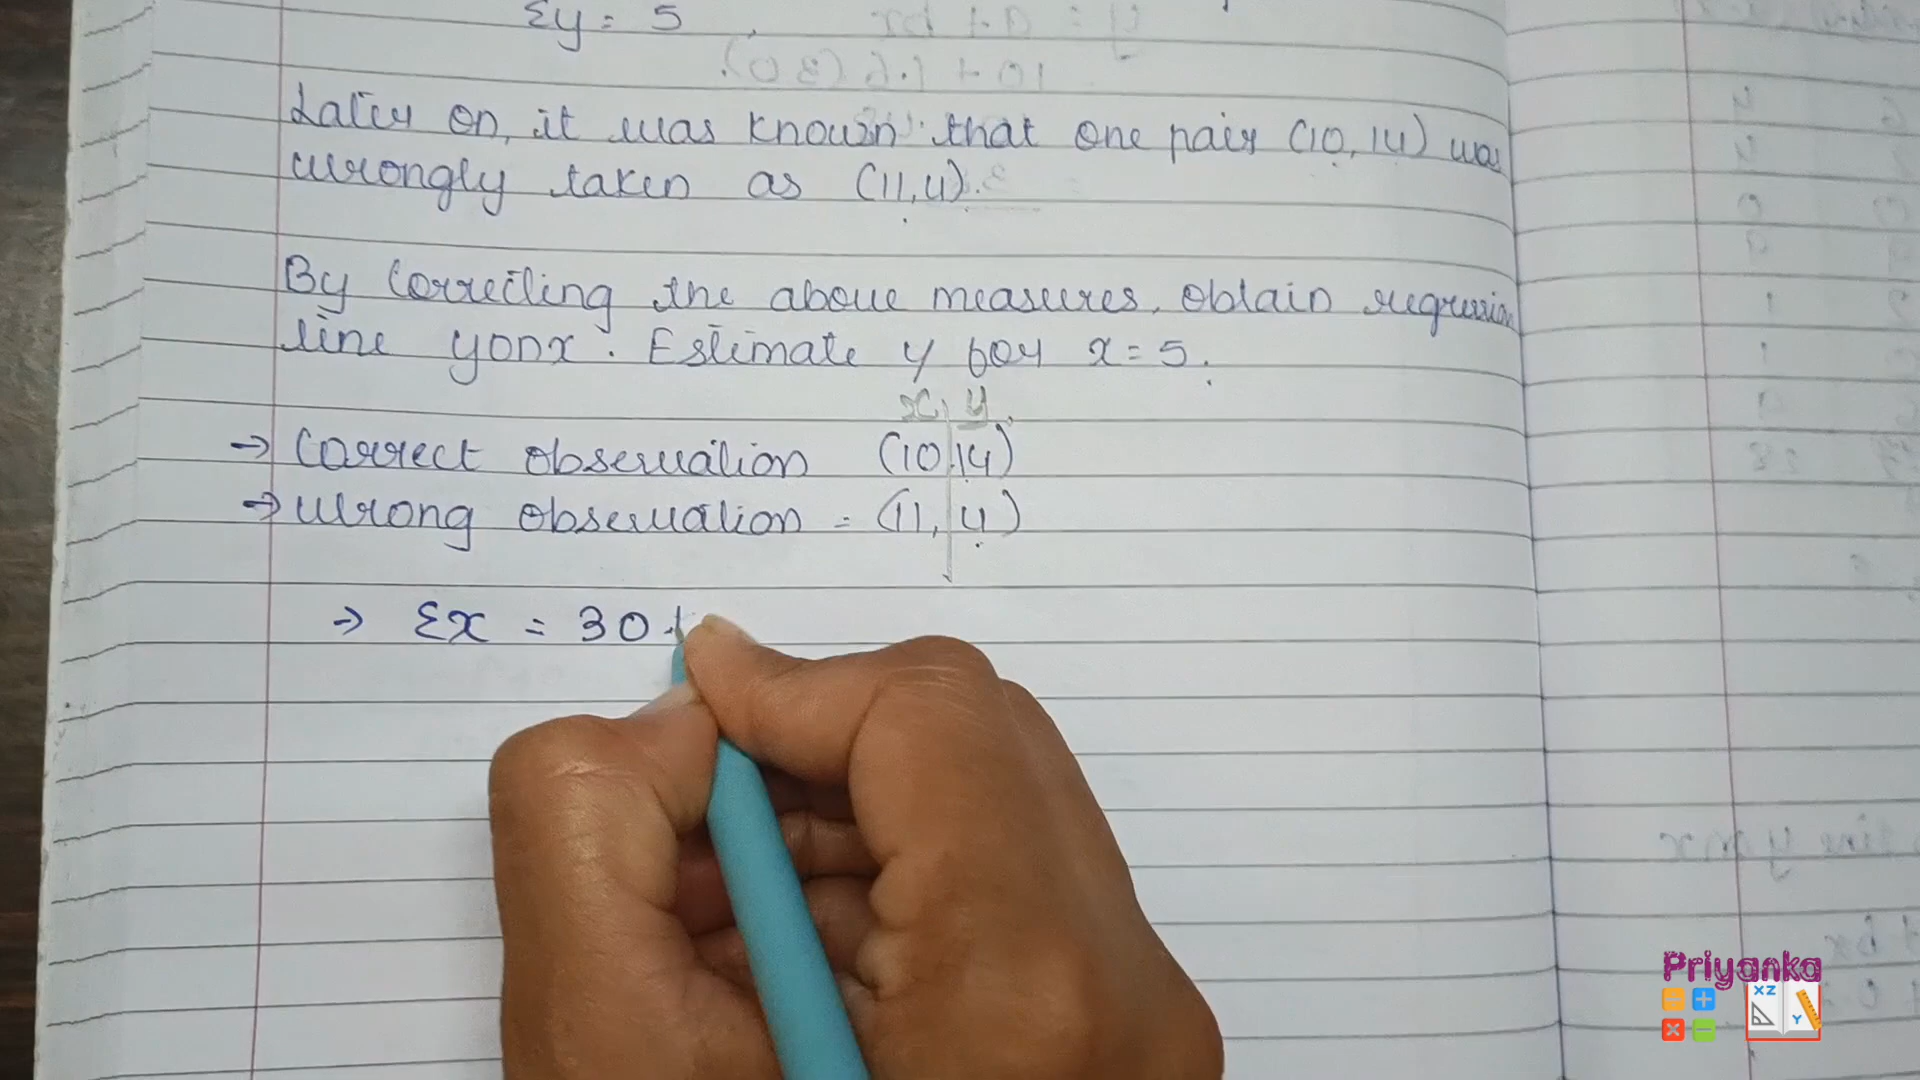 Σy = 5
Later on, it was known that one pair (10, 14) was
wrongly taken as (11, 4).
By correcting the above measures, obtain regression
line y on x. Estimate y for x = 5.
x, y
→ Correct observation (10, 14)
→ Wrong observation = (11, 4)
→ Σx = 30 +
Priyanka
XZ
Y